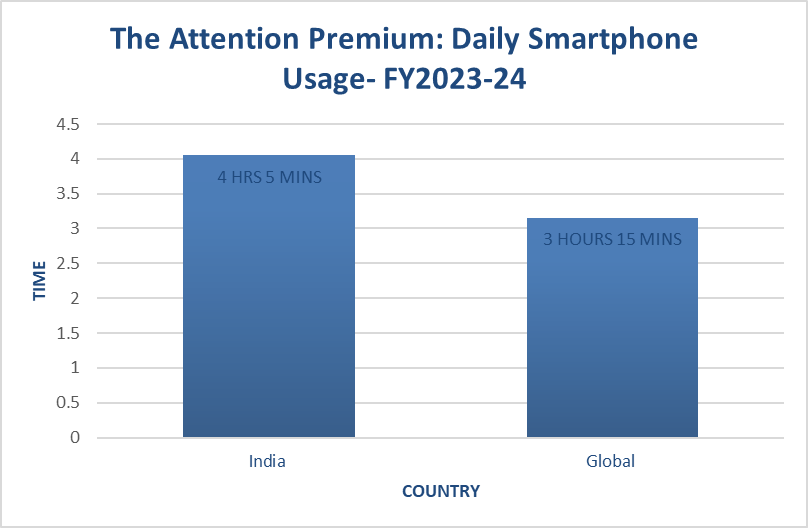 The Attention Premium: Daily Smartphone
Usage- FY2023-24
4.5
4
3.5
3
2.5
2
1.5
1
0.5
0
TIME
4 HRS 5 MINS
3 HOURS 15 MINS
India
Global
COUNTRY